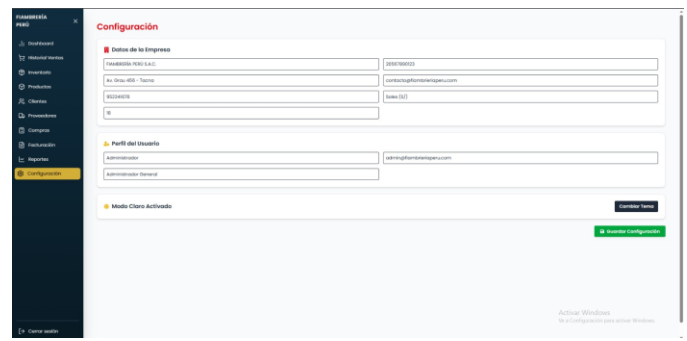 FIAMBRERÍA
PERÚ
×
Dashboard
Historial Ventas
Inventario
Productos
Clientes
Proveedores
Compras
Facturación
Reportes
Configuración
Cerrar sesión
Configuración
Datos de la Empresa
FIAMBRERÍA PERÚ S.A.C.
Av. Grau 456 - Tacna
contacto@fiambreriaperu.com
Soles (S/)
Perfil del Usuario
Administrador
admin@fiambreriaperu.com
Administrador General
Modo Claro Activado
Cambiar Tema
Guardar Configuración
Activar Windows
Ve a Configuración para activar Windows.